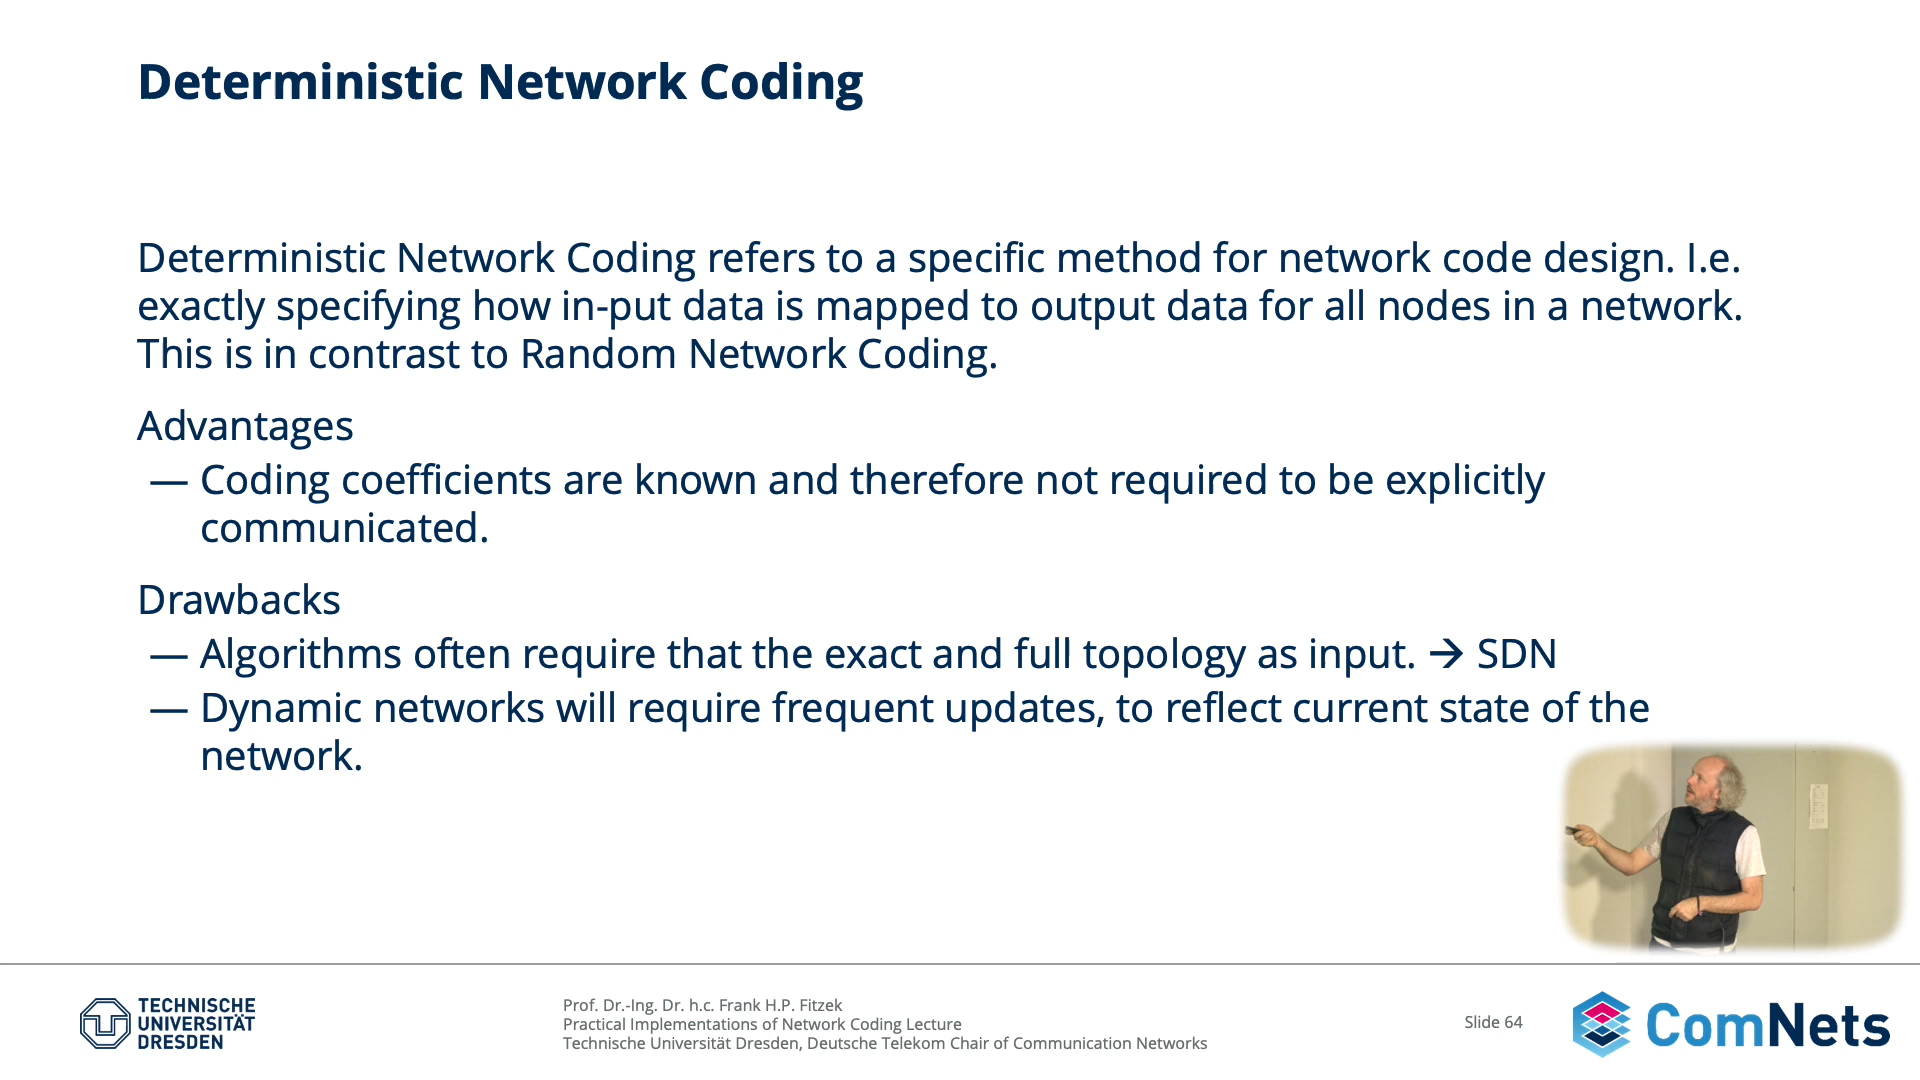 Deterministic Network Coding
Deterministic Network Coding refers to a specific method for network code design. I.e.
exactly specifying how in-put data is mapped to output data for all nodes in a network.
This is in contrast to Random Network Coding.
Advantages
— Coding coefficients are known and therefore not required to be explicitly
communicated.
Drawbacks
— Algorithms often require that the exact and full topology as input. → SDN
— Dynamic networks will require frequent updates, to reflect current state of the
network.
TECHNISCHE
UNIVERSITÄT
DRESDEN
Prof. Dr.-Ing. Dr. h.c. Frank H.P. Fitzek
Practical Implementations of Network Coding Lecture
Technische Universität Dresden, Deutsche Telekom Chair of Communication Networks
Slide 64
ComNets